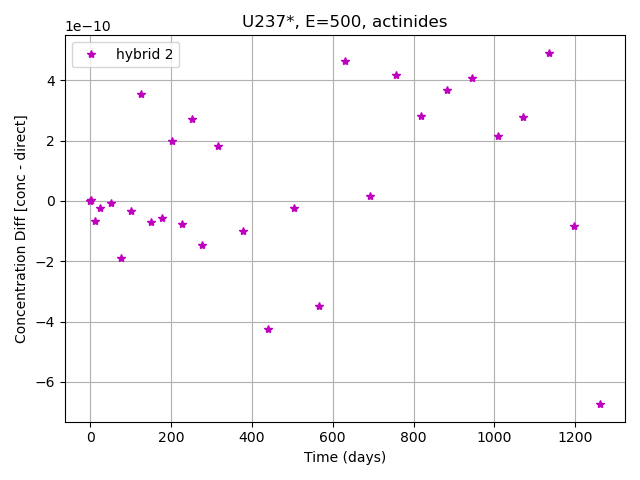 U237*, E=500, actinides
1e−10
hybrid 2
4
2
0
−2
−4
−6
Concentration Diff [conc - direct]
0 200 400 600 800 1000 1200
Time (days)